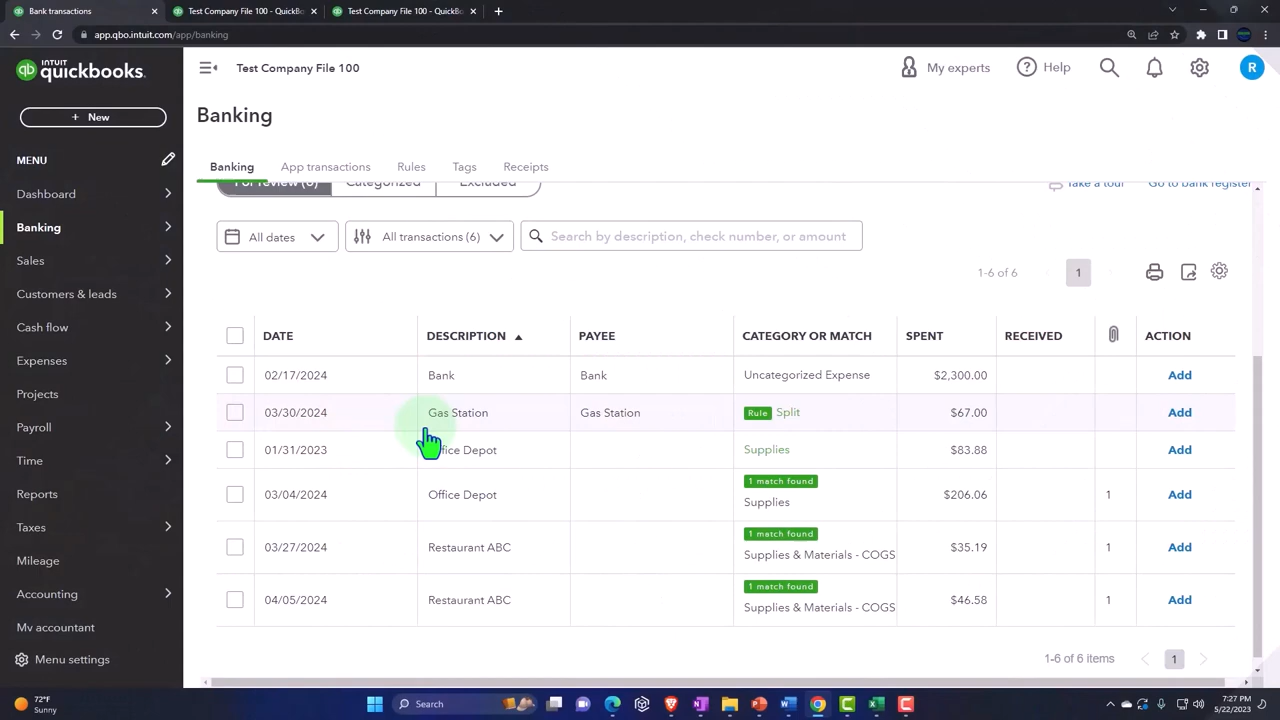 Bank transactions
Test Company File 100 - QuickBo
Test Company File 100 - QuickBo
app.qbo.intuit.com/app/banking
INTUIT
quickbooks.
Test Company File 100
My experts
Help
R
+ New
Banking
MENU
Banking
App transactions
Rules
Tags
Receipts
For review (6)
Categorized
Excluded
Take a tour
Go to bank register
Dashboard
Banking
Sales
Customers & leads
Cash flow
Expenses
Projects
Payroll
Time
Reports
Taxes
Mileage
Accounting
My accountant
Menu settings
All dates
All transactions (6)
Search by description, check number, or amount
1-6 of 6
1
DATE DESCRIPTION PAYEE CATEGORY OR MATCH SPENT RECEIVED ACTION
02/17/2024 Bank Bank Uncategorized Expense $2,300.00 Add
03/30/2024 Gas Station Gas Station Rule Split $67.00 Add
01/31/2023 Office Depot Supplies $83.88 Add
1 match found
03/04/2024 Office Depot Supplies $206.06 1 Add
1 match found
03/27/2024 Restaurant ABC Supplies & Materials - COGS $35.19 1 Add
1 match found
04/05/2024 Restaurant ABC Supplies & Materials - COGS $46.58 1 Add
1-6 of 6 items
1
72°F
Sunny
Search
7:27 PM
5/22/2023